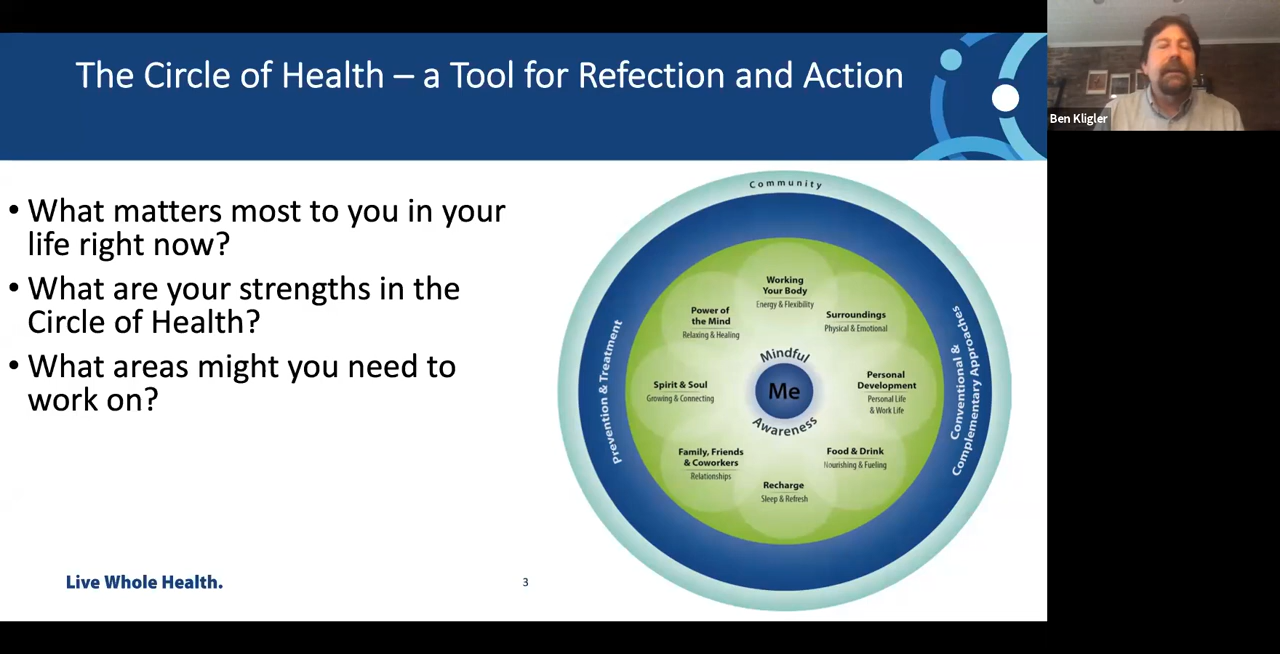 The Circle of Health – a Tool for Refection and Action
Ben Kligler
• What matters most to you in your
life right now?
• What are your strengths in the
Circle of Health?
• What areas might you need to
work on?
Community
Prevention & Treatment
Conventional &
Complementary Approaches
Working
Your Body
Energy & Flexibility
Surroundings
Physical & Emotional
Personal
Development
Personal Life
& Work Life
Food & Drink
Nourishing & Fueling
Recharge
Sleep & Refresh
Family, Friends
& Coworkers
Relationships
Spirit & Soul
Growing & Connecting
Power of
the Mind
Relaxing & Healing
Mindful
Me
Awareness
Live Whole Health.
3